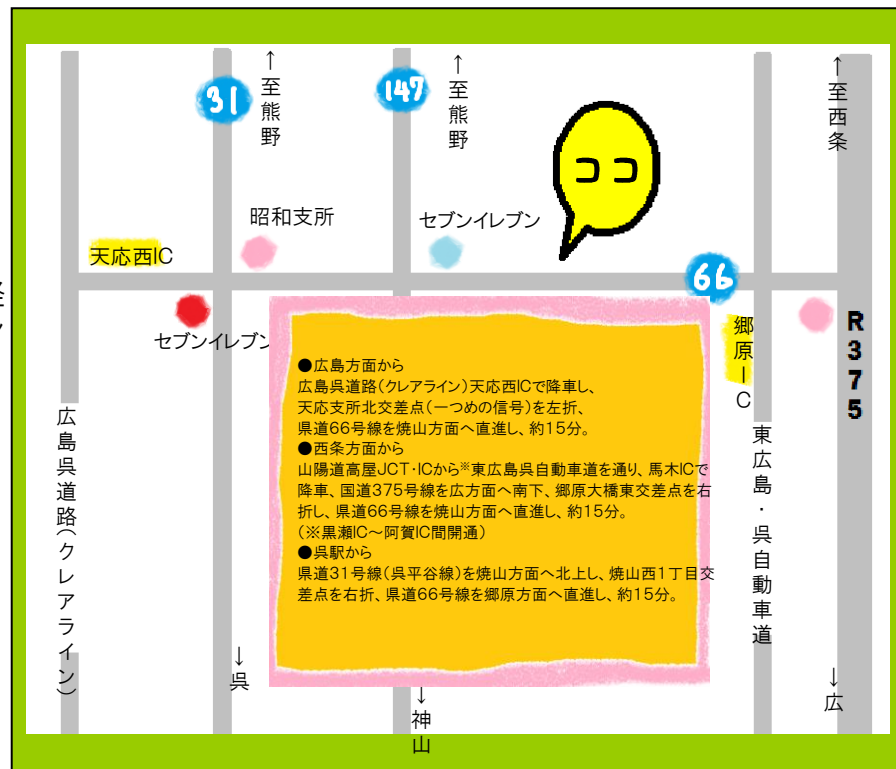 31
↑至熊野
147
↑至熊野
↑至西条
ココ
昭和支所
セブンイレブン
天応西IC
66
セブンイレブン
郷原IC
R375
広島呉道路(クレアライン)
東広島・呉自動車道
●広島方面から
広島呉道路(クレアライン)天応西ICで降車し、
天応支所北交差点(一つめの信号)を左折、
県道66号線を焼山方面へ直進し、約15分。
●西条方面から
山陽道高屋JCT・ICから※東広島呉自動車道を通り、馬木ICで
降車、国道375号線を広方面へ南下、郷原大橋東交差点を右
折し、県道66号線を焼山方面へ直進し、約15分。
(※黒瀬IC～阿賀IC間開通)
●呉駅から
県道31号線(呉平谷線)を焼山方面へ北上し、焼山西1丁目交
差点を右折、県道66号線を郷原方面へ直進し、約15分。
↓呉
↓神山
↓広